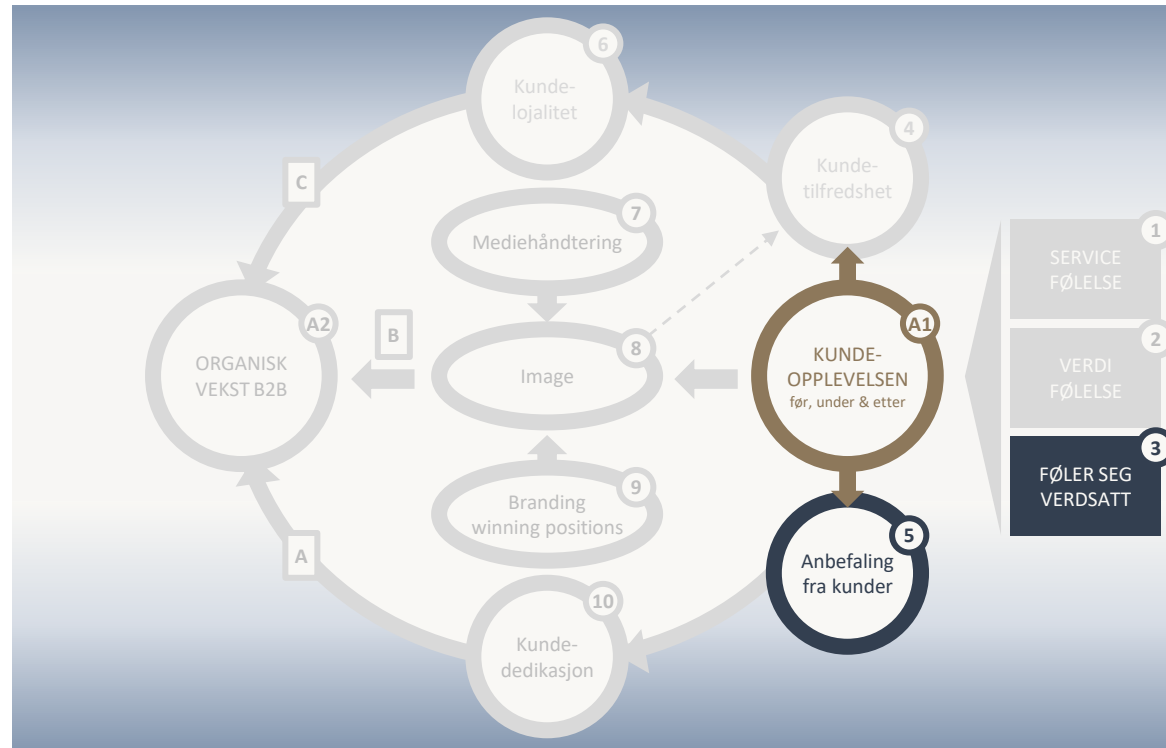 6
Kunde-
lojalitet
4
Kunde-
tilfredshet
C
7
Mediehåndtering
1
SERVICE
FØLELSE
A2
ORGANISK
VEKST B2B
B
8
Image
A1
KUNDE-
OPPLEVELSEN
før, under & etter
2
VERDI
FØLELSE
9
Branding
winning positions
3
FØLER SEG
VERDSATT
A
5
Anbefaling
fra kunder
10
Kunde-
dedikasjon